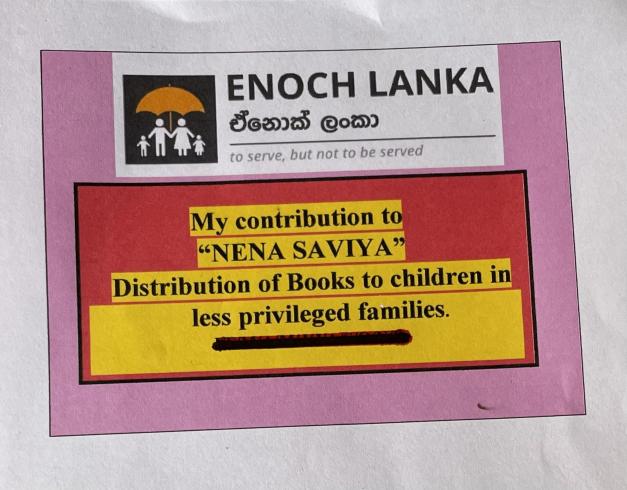 ENOCH LANKA
ඒනොක් ලංකා
to serve, but not to be served
My contribution to
“NENA SAVIYA”
Distribution of Books to children in
less privileged families.